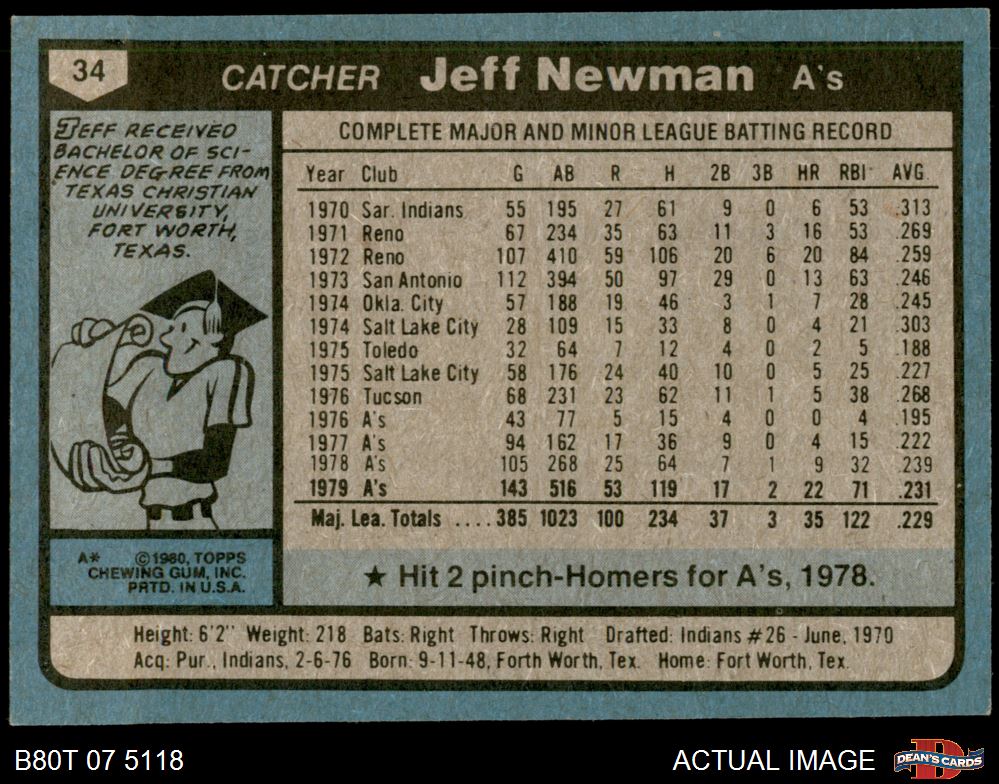 34
CATCHER Jeff Newman A's
JEFF RECEIVED
BACHELOR OF SCI-
ENCE DEGREE FROM
TEXAS CHRISTIAN
UNIVERSITY,
FORT WORTH,
TEXAS.
COMPLETE MAJOR AND MINOR LEAGUE BATTING RECORD
Year Club G AB R H 2B 3B HR RBI AVG.
1970 Sar. Indians 55 195 27 61 9 0 6 53 .313
1971 Reno 67 234 35 63 11 3 16 53 .269
1972 Reno 107 410 59 106 20 6 20 84 .259
1973 San Antonio 112 394 50 97 29 0 13 63 .246
1974 Okla. City 57 188 19 46 3 1 7 28 .245
1974 Salt Lake City 28 109 15 33 8 0 4 21 .303
1975 Toledo 32 64 7 12 4 0 2 5 .188
1975 Salt Lake City 58 176 24 40 10 0 5 25 .227
1976 Tucson 68 231 23 62 11 1 5 38 .268
1976 A's 43 77 5 15 4 0 0 4 .195
1977 A's 94 162 17 36 9 0 4 15 .222
1978 A's 105 268 25 64 7 1 9 32 .239
1979 A's 143 516 53 119 17 2 22 71 .231
Maj. Lea. Totals ....385 1023 100 234 37 3 35 122 .229
★ Hit 2 pinch-Homers for A's, 1978.
A* ©1980, TOPPS
CHEWING GUM, INC.
PRTD. IN U.S.A.
Height: 6'2" Weight: 218 Bats: Right Throws: Right Drafted: Indians #26 - June, 1970
Acq: Pur., Indians, 2-6-76 Born: 9-11-48, Forth Worth, Tex. Home: Fort Worth, Tex.
B80T 07 5118
ACTUAL IMAGE
DEAN'S CARDS